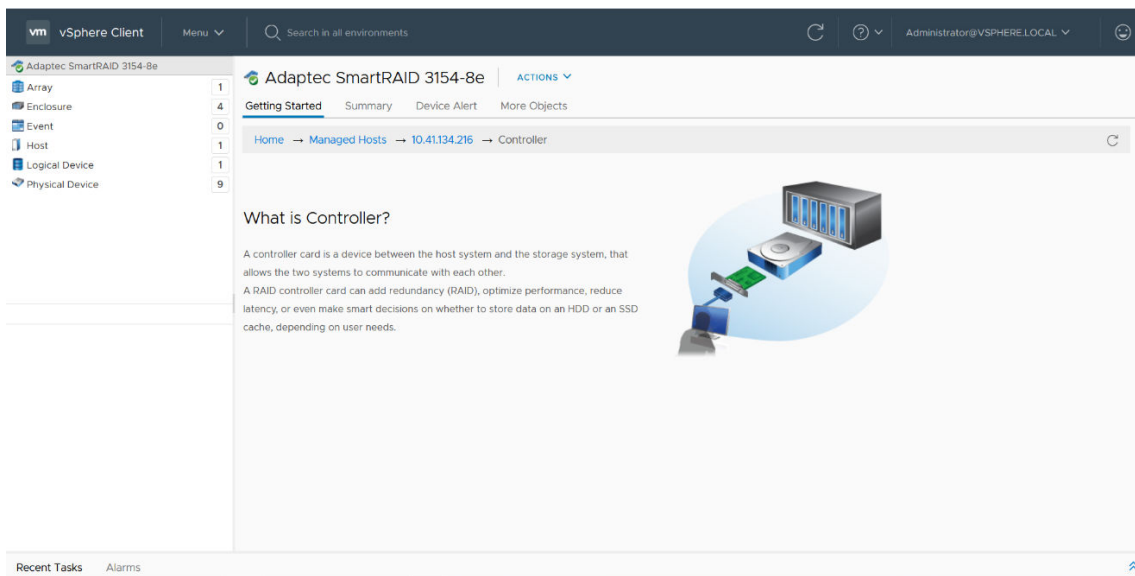 vm vSphere Client Menu Search in all environments Administrator@VSPHERE.LOCAL
Adaptec SmartRAID 3154-8e
Array 1
Enclosure 4
Event 0
Host 1
Logical Device 1
Physical Device 9
Adaptec SmartRAID 3154-8e ACTIONS
Getting Started Summary Device Alert More Objects
Home → Managed Hosts → 10.41.134.216 → Controller
What is Controller?
A controller card is a device between the host system and the storage system, that
allows the two systems to communicate with each other.
A RAID controller card can add redundancy (RAID), optimize performance, reduce
latency, or even make smart decisions on whether to store data on an HDD or an SSD
cache, depending on user needs.
Recent Tasks Alarms